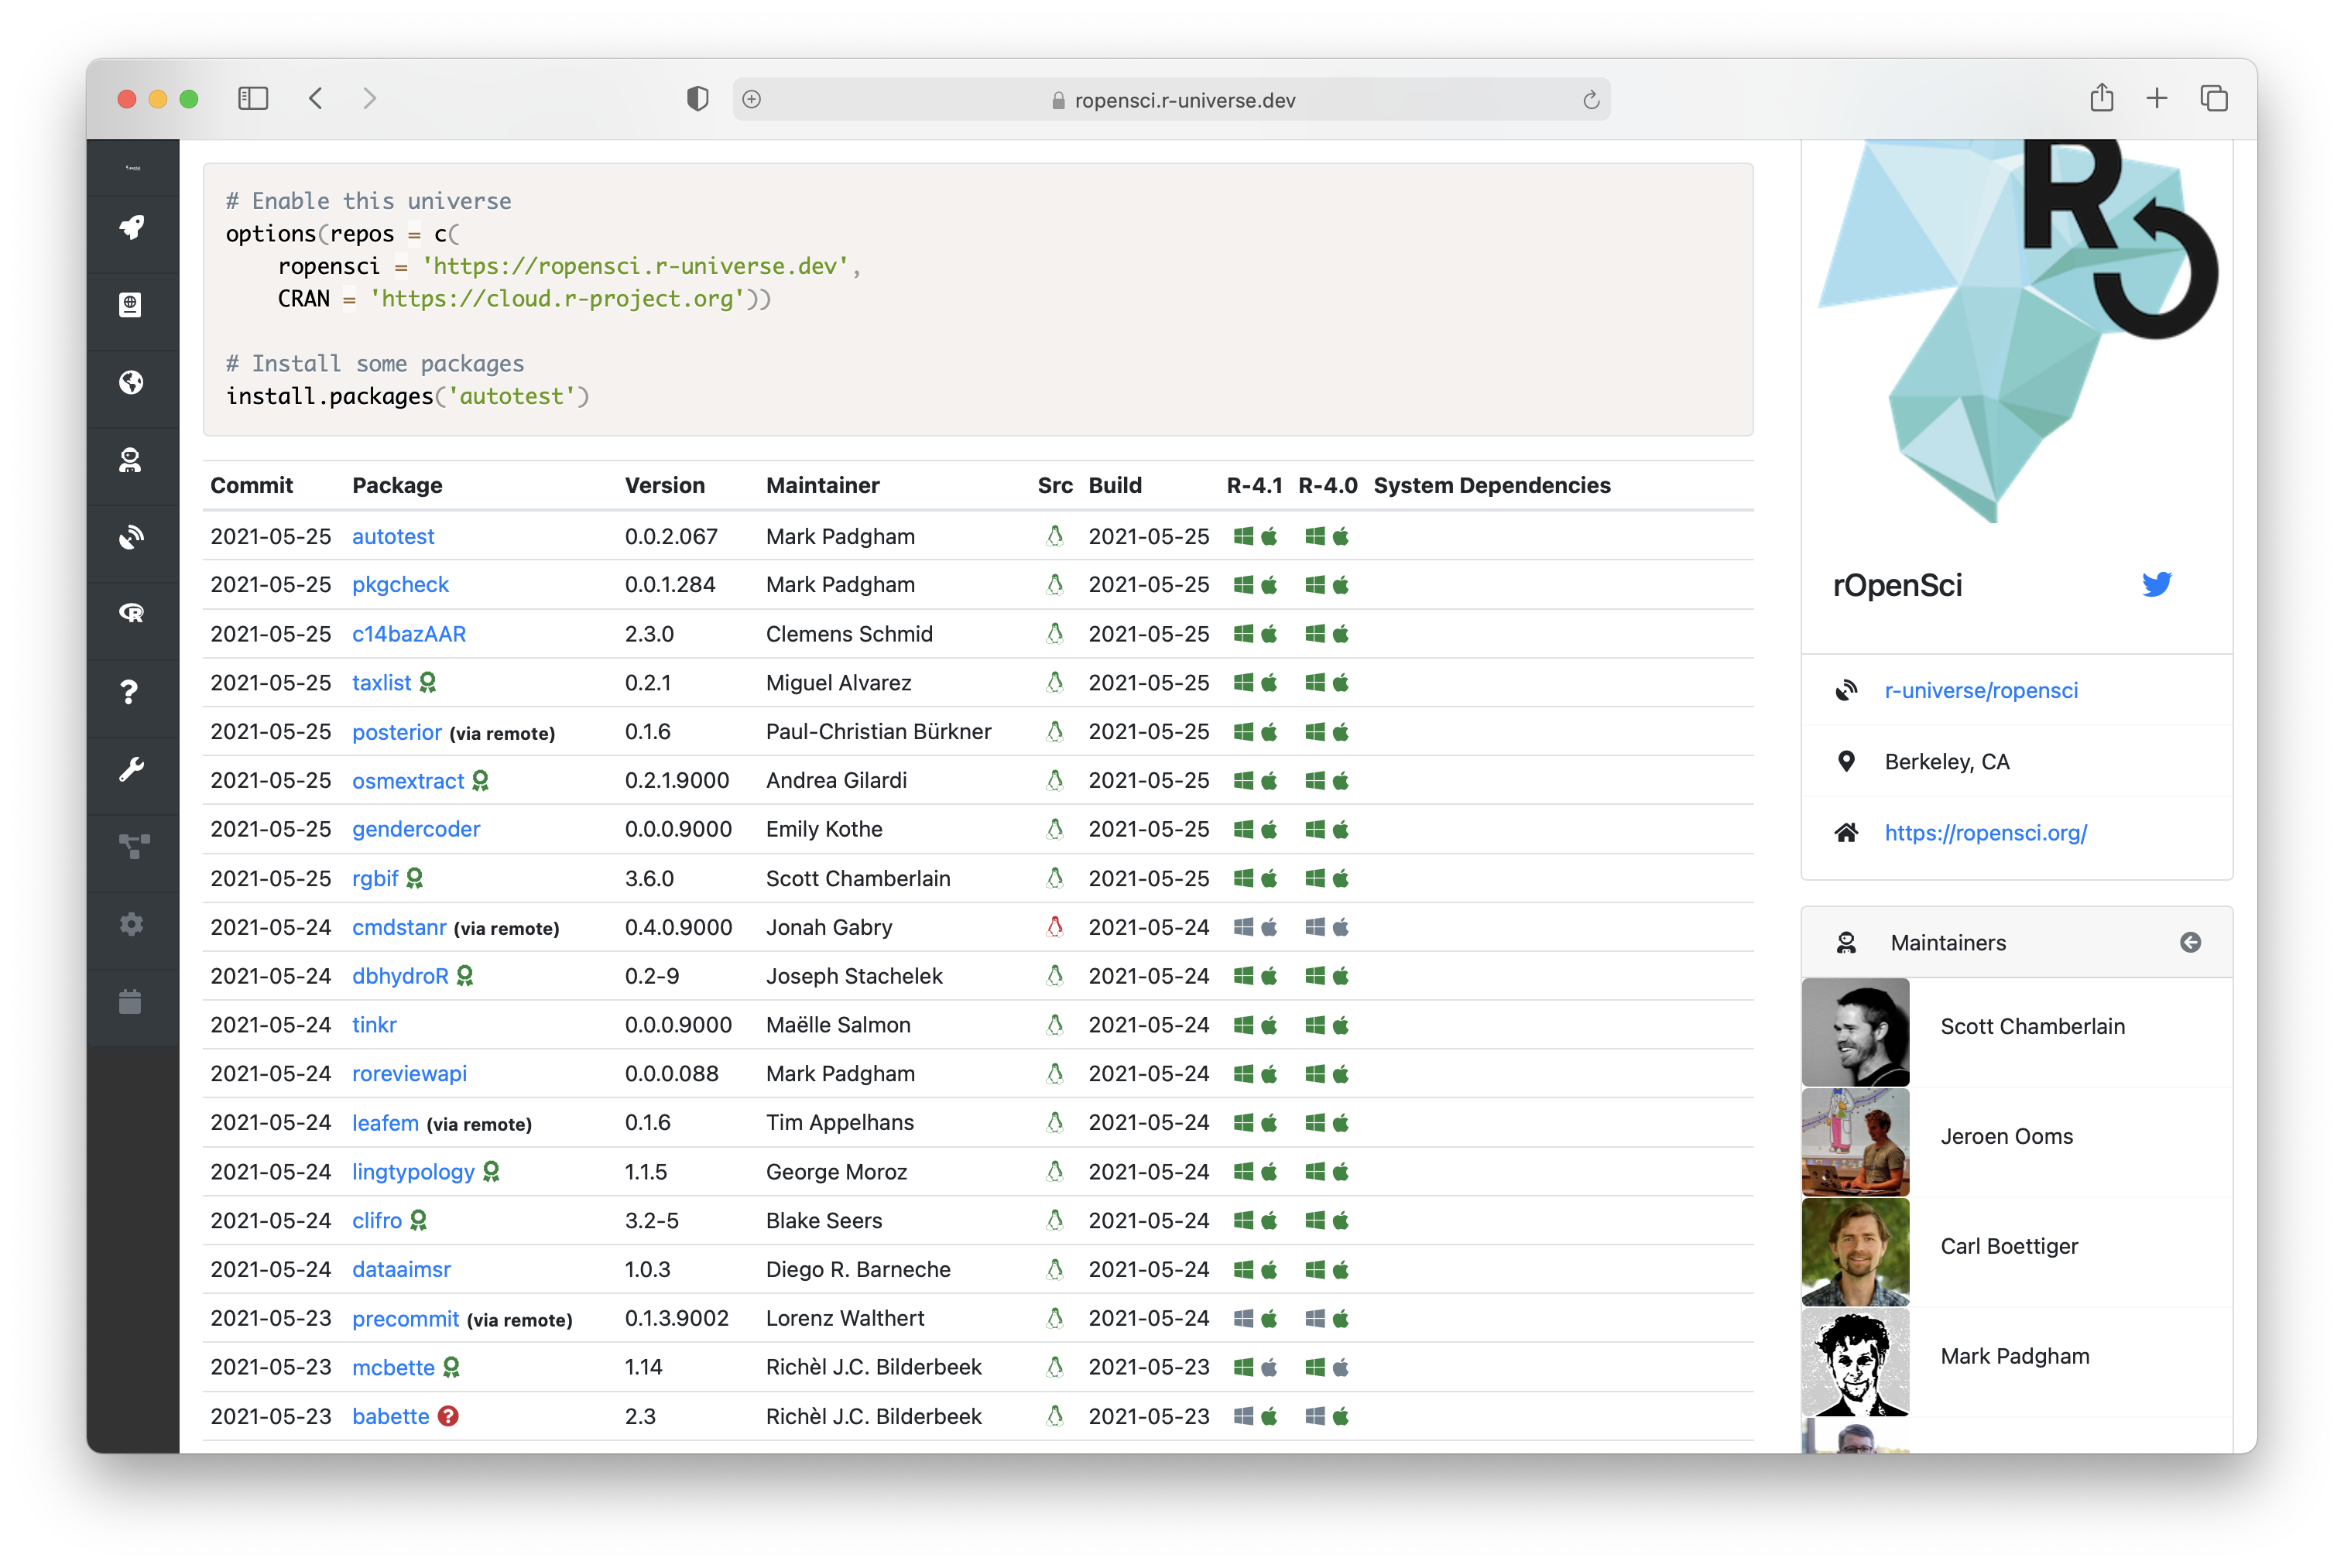 ropensci.r-universe.dev
# Enable this universe
options(repos = c(
    ropensci = 'https://ropensci.r-universe.dev',
    CRAN = 'https://cloud.r-project.org'))
# Install some packages
install.packages('autotest')
Commit Package Version Maintainer Src Build R-4.1 R-4.0 System Dependencies
2021-05-25 autotest 0.0.2.067 Mark Padgham 2021-05-25
2021-05-25 pkgcheck 0.0.1.284 Mark Padgham 2021-05-25
2021-05-25 c14bazAAR 2.3.0 Clemens Schmid 2021-05-25
2021-05-25 taxlist 0.2.1 Miguel Alvarez 2021-05-25
2021-05-25 posterior (via remote) 0.1.6 Paul-Christian Bürkner 2021-05-25
2021-05-25 osmextract 0.2.1.9000 Andrea Gilardi 2021-05-25
2021-05-25 gendercoder 0.0.0.9000 Emily Kothe 2021-05-25
2021-05-25 rgbif 3.6.0 Scott Chamberlain 2021-05-25
2021-05-24 cmdstanr (via remote) 0.4.0.9000 Jonah Gabry 2021-05-24
2021-05-24 dbhydroR 0.2-9 Joseph Stachelek 2021-05-24
2021-05-24 tinkr 0.0.0.9000 Maëlle Salmon 2021-05-24
2021-05-24 roreviewapi 0.0.0.088 Mark Padgham 2021-05-24
2021-05-24 leafem (via remote) 0.1.6 Tim Appelhans 2021-05-24
2021-05-24 lingtypology 1.1.5 George Moroz 2021-05-24
2021-05-24 clifro 3.2-5 Blake Seers 2021-05-24
2021-05-24 dataaimsr 1.0.3 Diego R. Barneche 2021-05-24
2021-05-23 precommit (via remote) 0.1.3.9002 Lorenz Walthert 2021-05-24
2021-05-23 mcbette 1.14 Richèl J.C. Bilderbeek 2021-05-23
2021-05-23 babette ? 2.3 Richèl J.C. Bilderbeek 2021-05-23
R
rOpenSci
r-universe/ropensci
Berkeley, CA
https://ropensci.org/
Maintainers
Scott Chamberlain
Jeroen Ooms
Carl Boettiger
Mark Padgham